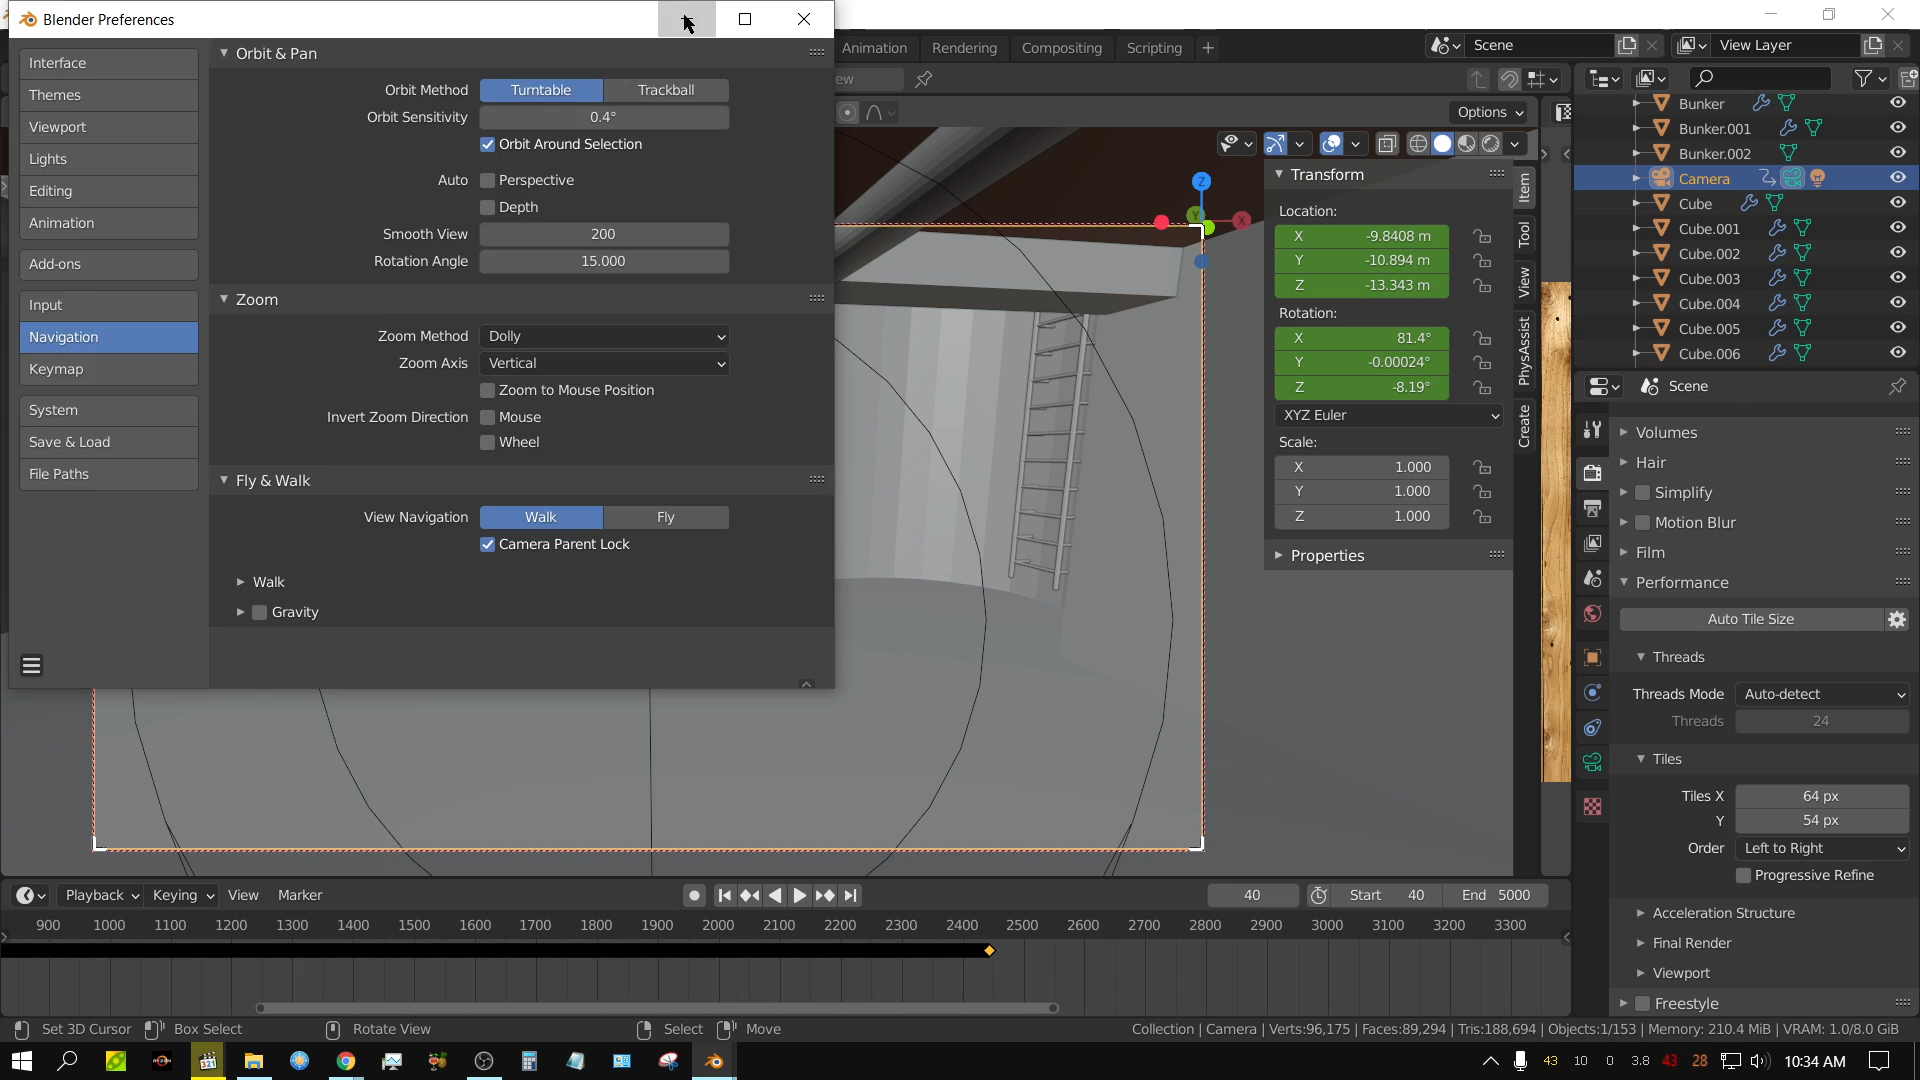 Blender Preferences
Interface
Themes
Viewport
Lights
Editing
Animation
Add-ons
Input
Navigation
Keymap
System
Save & Load
File Paths
Orbit & Pan
Orbit Method Turntable Trackball
Orbit Sensitivity 0.4°
Orbit Around Selection
Auto Perspective
Depth
Smooth View 200
Rotation Angle 15.000
Zoom
Zoom Method Dolly
Zoom Axis Vertical
Zoom to Mouse Position
Invert Zoom Direction Mouse
Wheel
Fly & Walk
View Navigation Walk Fly
Camera Parent Lock
Walk
Gravity
Animation Rendering Compositing Scripting
Scene
View Layer
ew
Options
Transform
Location:
X -9.8408 m
Y -10.894 m
Z -13.343 m
Rotation:
X 81.4°
Y -0.00024°
Z -8.19°
XYZ Euler
Scale:
X 1.000
Y 1.000
Z 1.000
Properties
Item
Tool
View
PhysAssist
Create
Z
Y
X
Bunker
Bunker.001
Bunker.002
Camera
Cube
Cube.001
Cube.002
Cube.003
Cube.004
Cube.005
Cube.006
Scene
Volumes
Hair
Simplify
Motion Blur
Film
Performance
Auto Tile Size
Threads
Threads Mode Auto-detect
Threads 24
Tiles
Tiles X 64 px
Y 54 px
Order Left to Right
Progressive Refine
Acceleration Structure
Final Render
Viewport
Freestyle
Playback Keying View Marker
40 Start 40 End 5000
900 1000 1100 1200 1300 1400 1500 1600 1700 1800 1900 2000 2100 2200 2300 2400 2500 2600 2700 2800 2900 3000 3100 3200 3300
Set 3D Cursor Box Select Rotate View Select Move
Collection | Camera | Verts:96,175 | Faces:89,294 | Tris:188,694 | Objects:1/153 | Memory: 210.4 MiB | VRAM: 1.0/8.0 GiB
321
43 10 0 3.8 43 28 10:34 AM